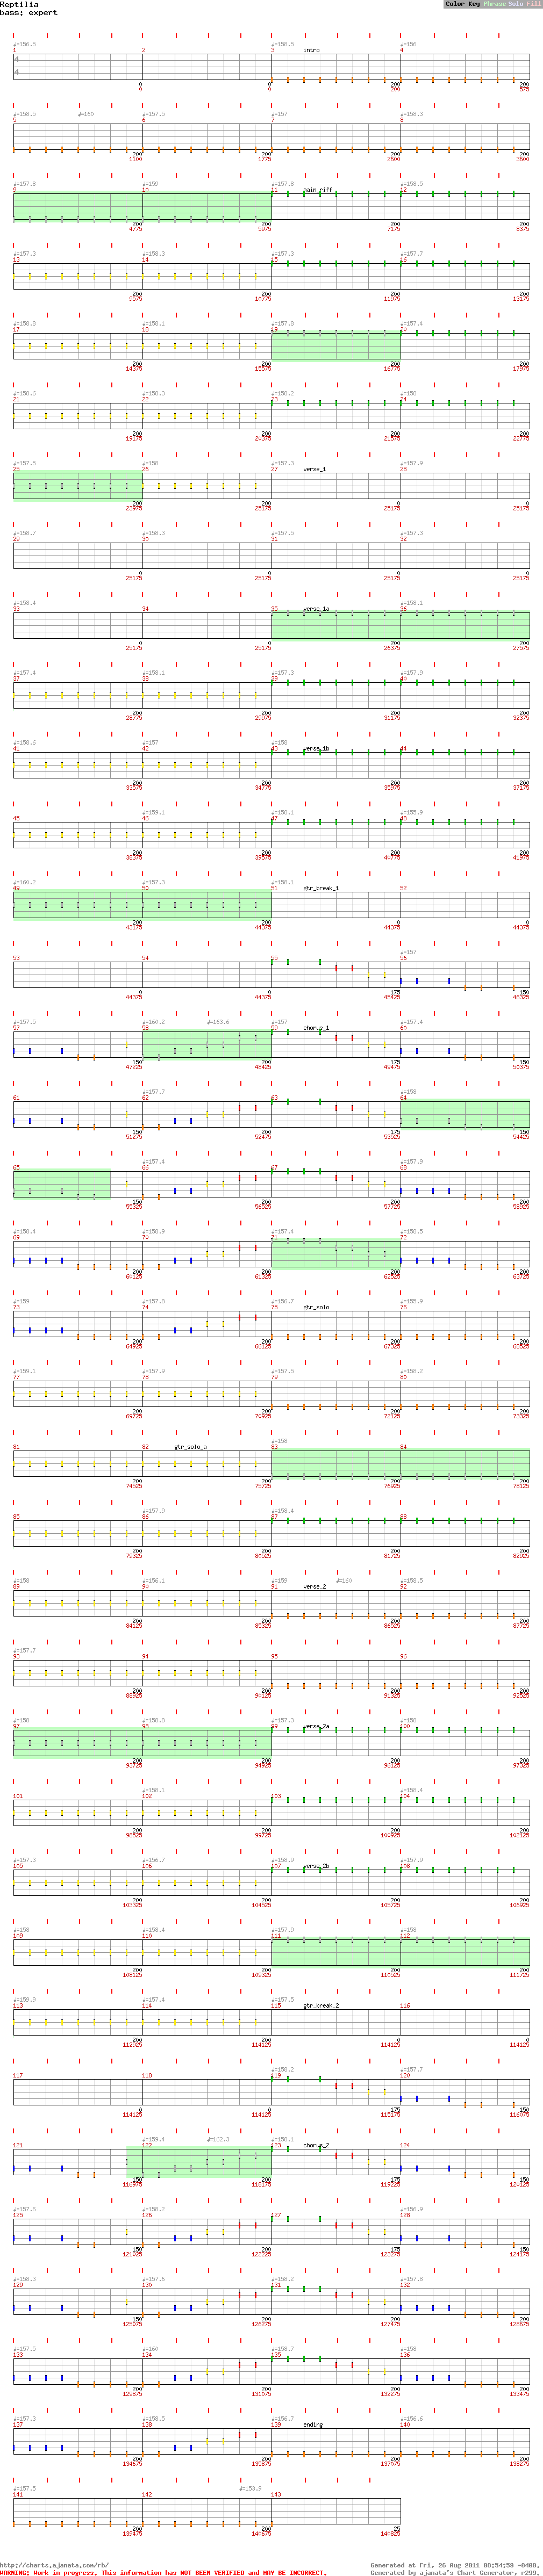 Reptilia
bass: expert
Color Key Phrase Solo Fill
♩=156.5 ♩=158.5 ♩=156
1 2 3 intro 4
0 0 200 200
0 0 200 575
♩=158.5 ♩=160 ♩=157.5 ♩=157 ♩=158.3
5 6 7 8
200 200 200 200
1100 1775 2600 3600
♩=157.8 ♩=159 ♩=157.8 ♩=158.5
9 10 11 main_riff 12
200 200 200 200
4775 5975 7175 8375
♩=157.3 ♩=158.3 ♩=157.3 ♩=157.7
13 14 15 16
200 200 200 200
9575 10775 11975 13175
♩=158.8 ♩=158.1 ♩=157.8 ♩=157.4
17 18 19 20
200 200 200 200
14375 15575 16775 17975
♩=158.6 ♩=158.3 ♩=158.2 ♩=158
21 22 23 24
200 200 200 200
19175 20375 21575 22775
♩=157.5 ♩=158 ♩=157.3 ♩=157.9
25 26 27 verse_1 28
200 200 0 0
23975 25175 25175 25175
♩=158.7 ♩=158.3 ♩=157.5 ♩=157.3
29 30 31 32
0 0 0 0
25175 25175 25175 25175
♩=158.4 ♩=158.1
33 34 35 verse_1a 36
0 0 200 200
25175 25175 26375 27575
♩=157.4 ♩=158.1 ♩=157.3 ♩=157.9
37 38 39 40
200 200 200 200
28775 29975 31175 32375
♩=158.6 ♩=157 ♩=158
41 42 43 verse_1b 44
200 200 200 200
33575 34775 35975 37175
♩=159.1 ♩=158.1 ♩=155.9
45 46 47 48
200 200 200 200
38375 39575 40775 41975
♩=160.2 ♩=157.3 ♩=158.1
49 50 51 gtr_break_1 52
200 200 0 0
43175 44375 44375 44375
♩=157
53 54 55 56
0 0 175 150
44375 44375 45425 46325
♩=157.5 ♩=160.2 ♩=163.6 ♩=157 ♩=157.4
57 58 59 chorus_1 60
150 200 175 150
47225 48425 49475 50375
♩=157.7 ♩=158
61 62 63 64
150 200 175 150
51275 52475 53525 54425
♩=157.4 ♩=157.9
65 66 67 68
150 200 200 200
55325 56525 57725 58925
♩=158.4 ♩=158.9 ♩=157.4 ♩=158.5
69 70 71 72
200 200 200 200
60125 61325 62525 63725
♩=159 ♩=157.8 ♩=156.7 ♩=155.9
73 74 75 gtr_solo 76
200 200 200 200
64925 66125 67325 68525
♩=159.1 ♩=157.9 ♩=157.5 ♩=158.2
77 78 79 80
200 200 200 200
69725 70925 72125 73325
♩=158
81 82 gtr_solo_a 83 84
200 200 200 200
74525 75725 76925 78125
♩=157.9 ♩=158.4
85 86 87 88
200 200 200 200
79325 80525 81725 82925
♩=158 ♩=156.1 ♩=159 ♩=160 ♩=158.5
89 90 91 verse_2 92
200 200 200 200
84125 85325 86525 87725
♩=157.7
93 94 95 96
200 200 200 200
88925 90125 91325 92525
♩=158 ♩=158.8 ♩=157.3 ♩=158
97 98 99 verse_2a 100
200 200 200 200
93725 94925 96125 97325
♩=158.1 ♩=158.4
101 102 103 104
200 200 200 200
98525 99725 100925 102125
♩=157.3 ♩=156.7 ♩=158.9 ♩=157.9
105 106 107 verse_2b 108
200 200 200 200
103325 104525 105725 106925
♩=158 ♩=158.4 ♩=157.9 ♩=158
109 110 111 112
200 200 200 200
108125 109325 110525 111725
♩=159.9 ♩=157.4 ♩=157.5
113 114 115 gtr_break_2 116
200 200 0 0
112925 114125 114125 114125
♩=158.2 ♩=157.7
117 118 119 120
0 0 175 150
114125 114125 115175 116075
♩=159.4 ♩=162.3 ♩=158.1
121 122 123 chorus_2 124
150 200 175 150
116975 118175 119225 120125
♩=157.6 ♩=158.2 ♩=156.9
125 126 127 128
150 200 175 150
121025 122225 123275 124175
♩=158.3 ♩=157.6 ♩=158.2 ♩=157.8
129 130 131 132
150 200 200 200
125075 126275 127475 128675
♩=157.5 ♩=160 ♩=158.7 ♩=158
133 134 135 136
200 200 200 200
129875 131075 132275 133475
♩=157.3 ♩=158.5 ♩=156.7 ♩=156.6
137 138 139 ending 140
200 200 200 200
134675 135875 137075 138275
♩=157.5 ♩=153.9
141 142 143
200 200 25
139475 140675 140825
http://charts.ajanata.com/rb/
Generated at Fri, 26 Aug 2011 08:54:59 -0400.
WARNING: Work in progress. This information has NOT BEEN VERIFIED and MAY BE INCORRECT.
Generated by ajanata's Chart Generator, r299.